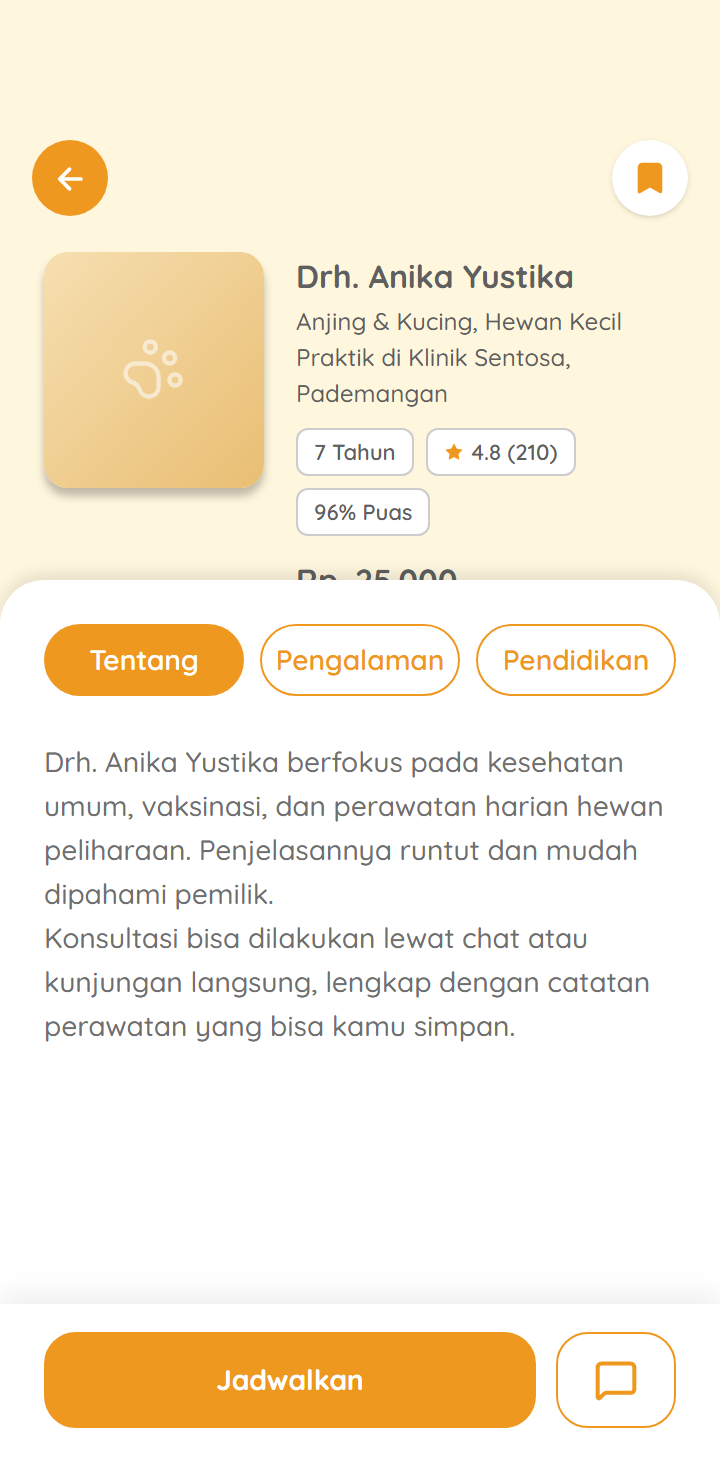 Drh. Anika Yustika
Anjing & Kucing, Hewan Kecil
Praktik di Klinik Sentosa,
Pademangan
7 Tahun
4.8 (210)
96% Puas
Rp. 25.000
Tentang
Pengalaman
Pendidikan
Drh. Anika Yustika berfokus pada kesehatan
umum, vaksinasi, dan perawatan harian hewan
peliharaan. Penjelasannya runtut dan mudah
dipahami pemilik.
Konsultasi bisa dilakukan lewat chat atau
kunjungan langsung, lengkap dengan catatan
perawatan yang bisa kamu simpan.
Jadwalkan